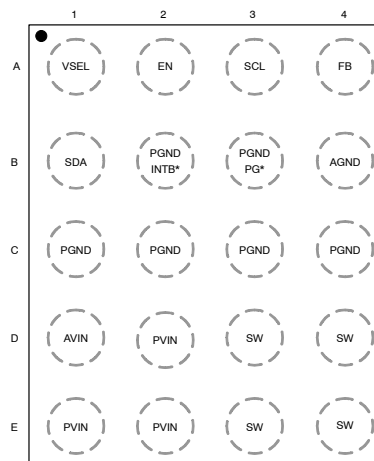 1 2 3 4
A VSEL EN SCL FB
B SDA PGND INTB* PGND PG* AGND
C PGND PGND PGND PGND
D AVIN PVIN SW SW
E PVIN PVIN SW SW